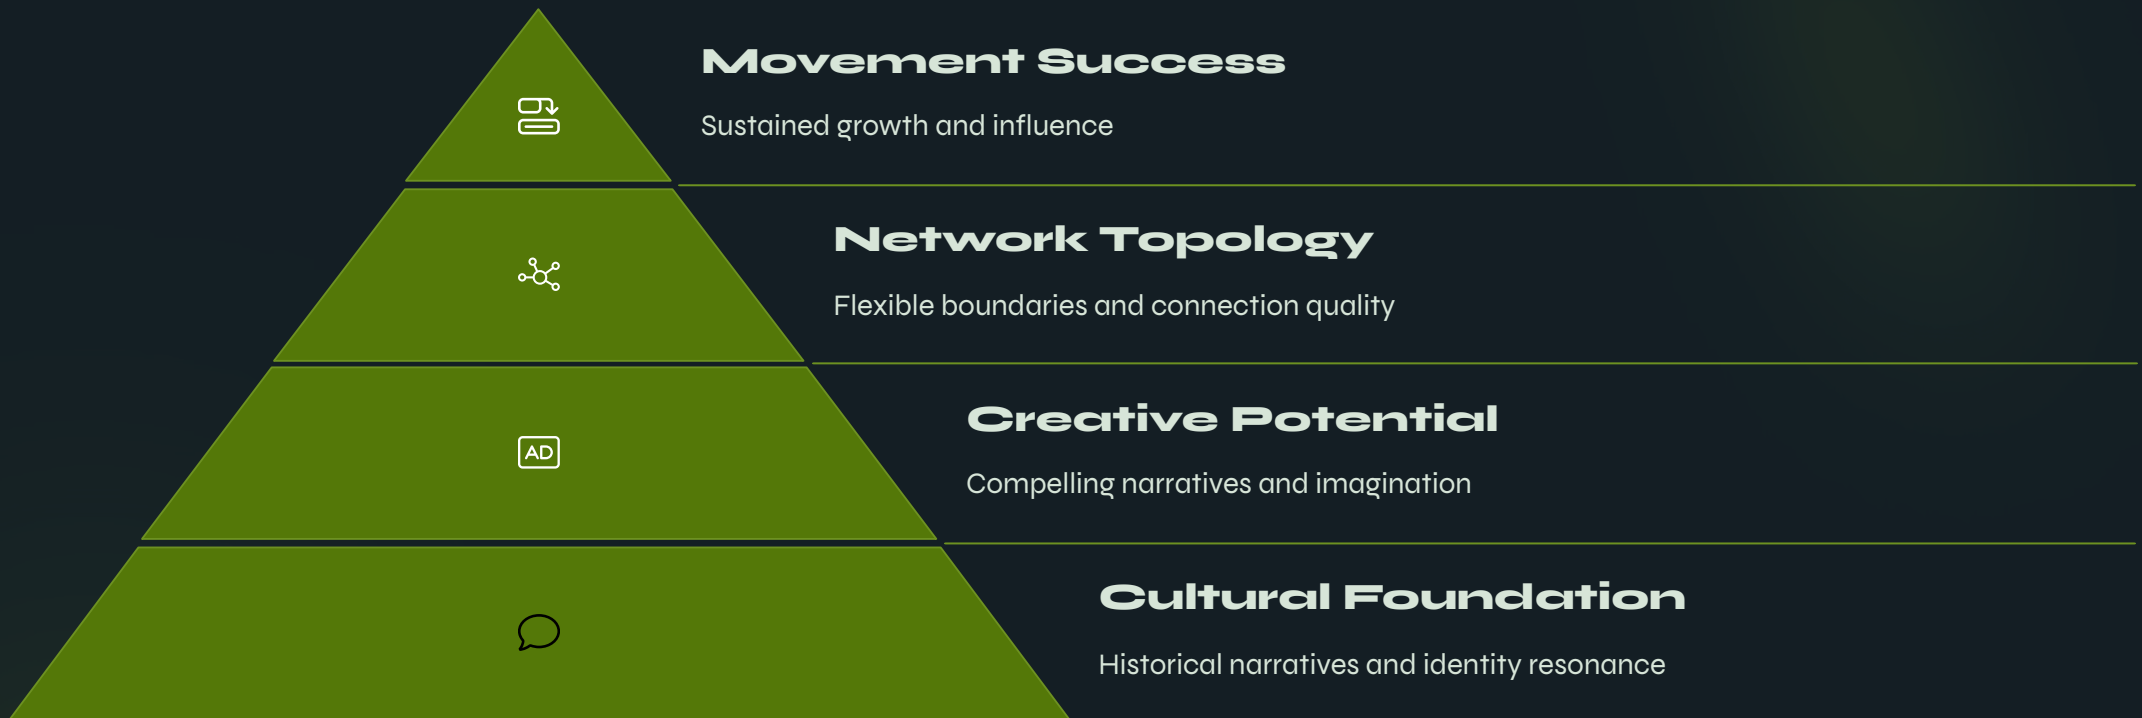 Movement Success
Sustained growth and influence
Network Topology
Flexible boundaries and connection quality
AD
Creative Potential
Compelling narratives and imagination
Cultural Foundation
Historical narratives and identity resonance